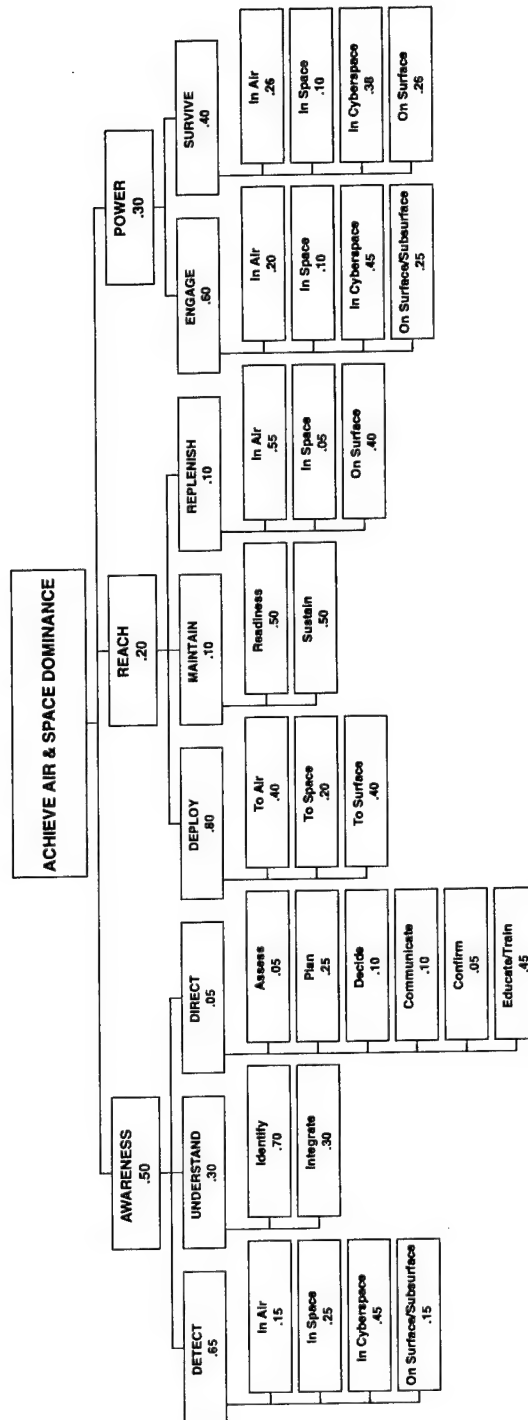 ACHIEVE AIR & SPACE DOMINANCE
AWARENESS
.50
REACH
.20
POWER
.30
DETECT
.65
UNDERSTAND
.30
DIRECT
.05
DEPLOY
.80
MAINTAIN
.10
REPLENISH
.10
ENGAGE
.60
SURVIVE
.40
In Air
.15
In Space
.25
In Cyberspace
.45
On Surface/Subsurface
.15
Identify
.70
Integrate
.30
Assess
.05
Plan
.25
Decide
.10
Communicate
.10
Confirm
.05
Educate/Train
.45
To Air
.40
To Space
.20
To Surface
.40
Readiness
.50
Sustain
.50
In Air
.55
In Space
.05
On Surface
.40
In Air
.20
In Space
.10
In Cyberspace
.45
On Surface/Subsurface
.25
In Air
.26
In Space
.10
In Cyberspace
.38
On Surface
.26